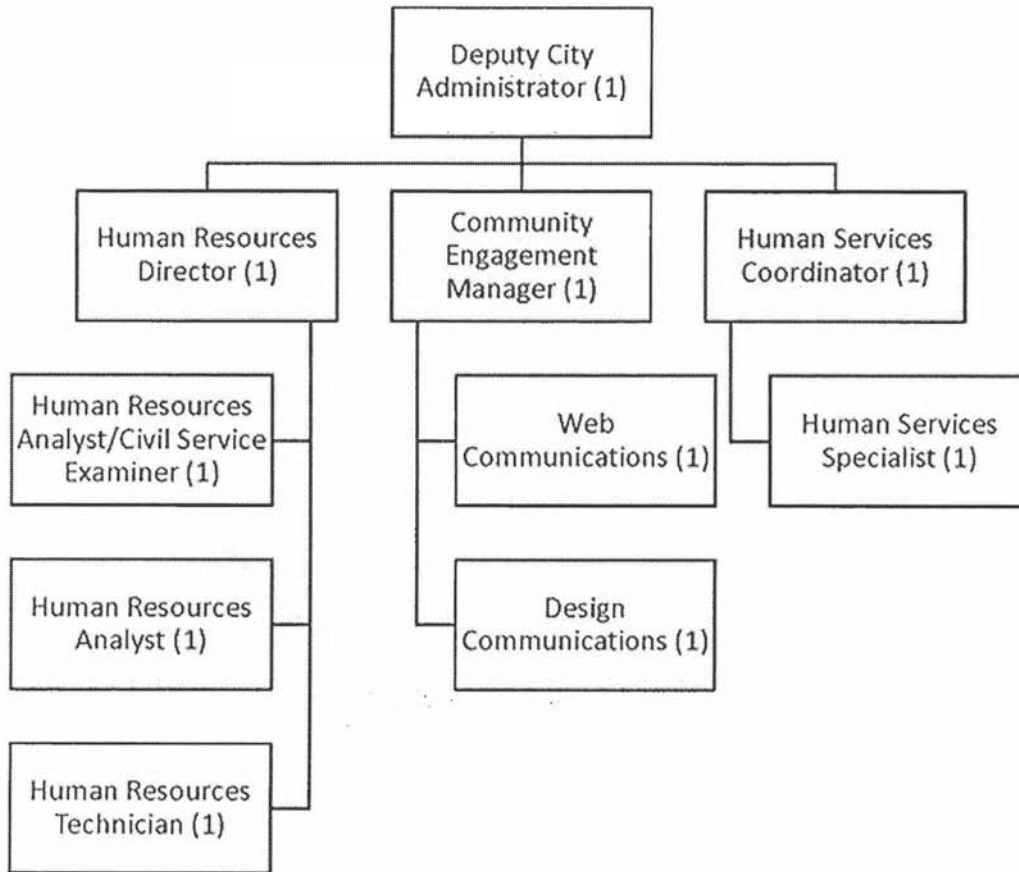 Deputy City
Administrator (1)
Human Resources
Director (1)
Community
Engagement
Manager (1)
Human Services
Coordinator (1)
Human Resources
Analyst/Civil Service
Examiner (1)
Human Resources
Analyst (1)
Human Resources
Technician (1)
Web
Communications (1)
Design
Communications (1)
Human Services
Specialist (1)